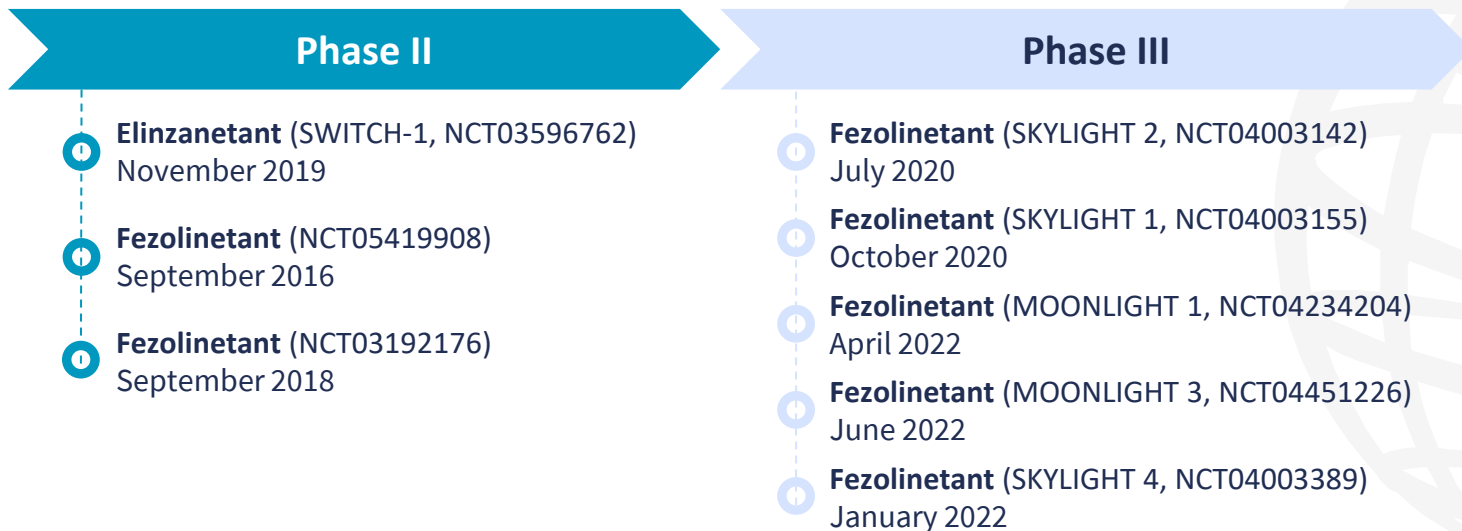 Phase II
Elinzanetant (SWITCH-1, NCT03596762)
November 2019
Fezolinetant (NCT05419908)
September 2016
Fezolinetant (NCT03192176)
September 2018
Phase III
Fezolinetant (SKYLIGHT 2, NCT04003142)
July 2020
Fezolinetant (SKYLIGHT 1, NCT04003155)
October 2020
Fezolinetant (MOONLIGHT 1, NCT04234204)
April 2022
Fezolinetant (MOONLIGHT 3, NCT04451226)
June 2022
Fezolinetant (SKYLIGHT 4, NCT04003389)
January 2022